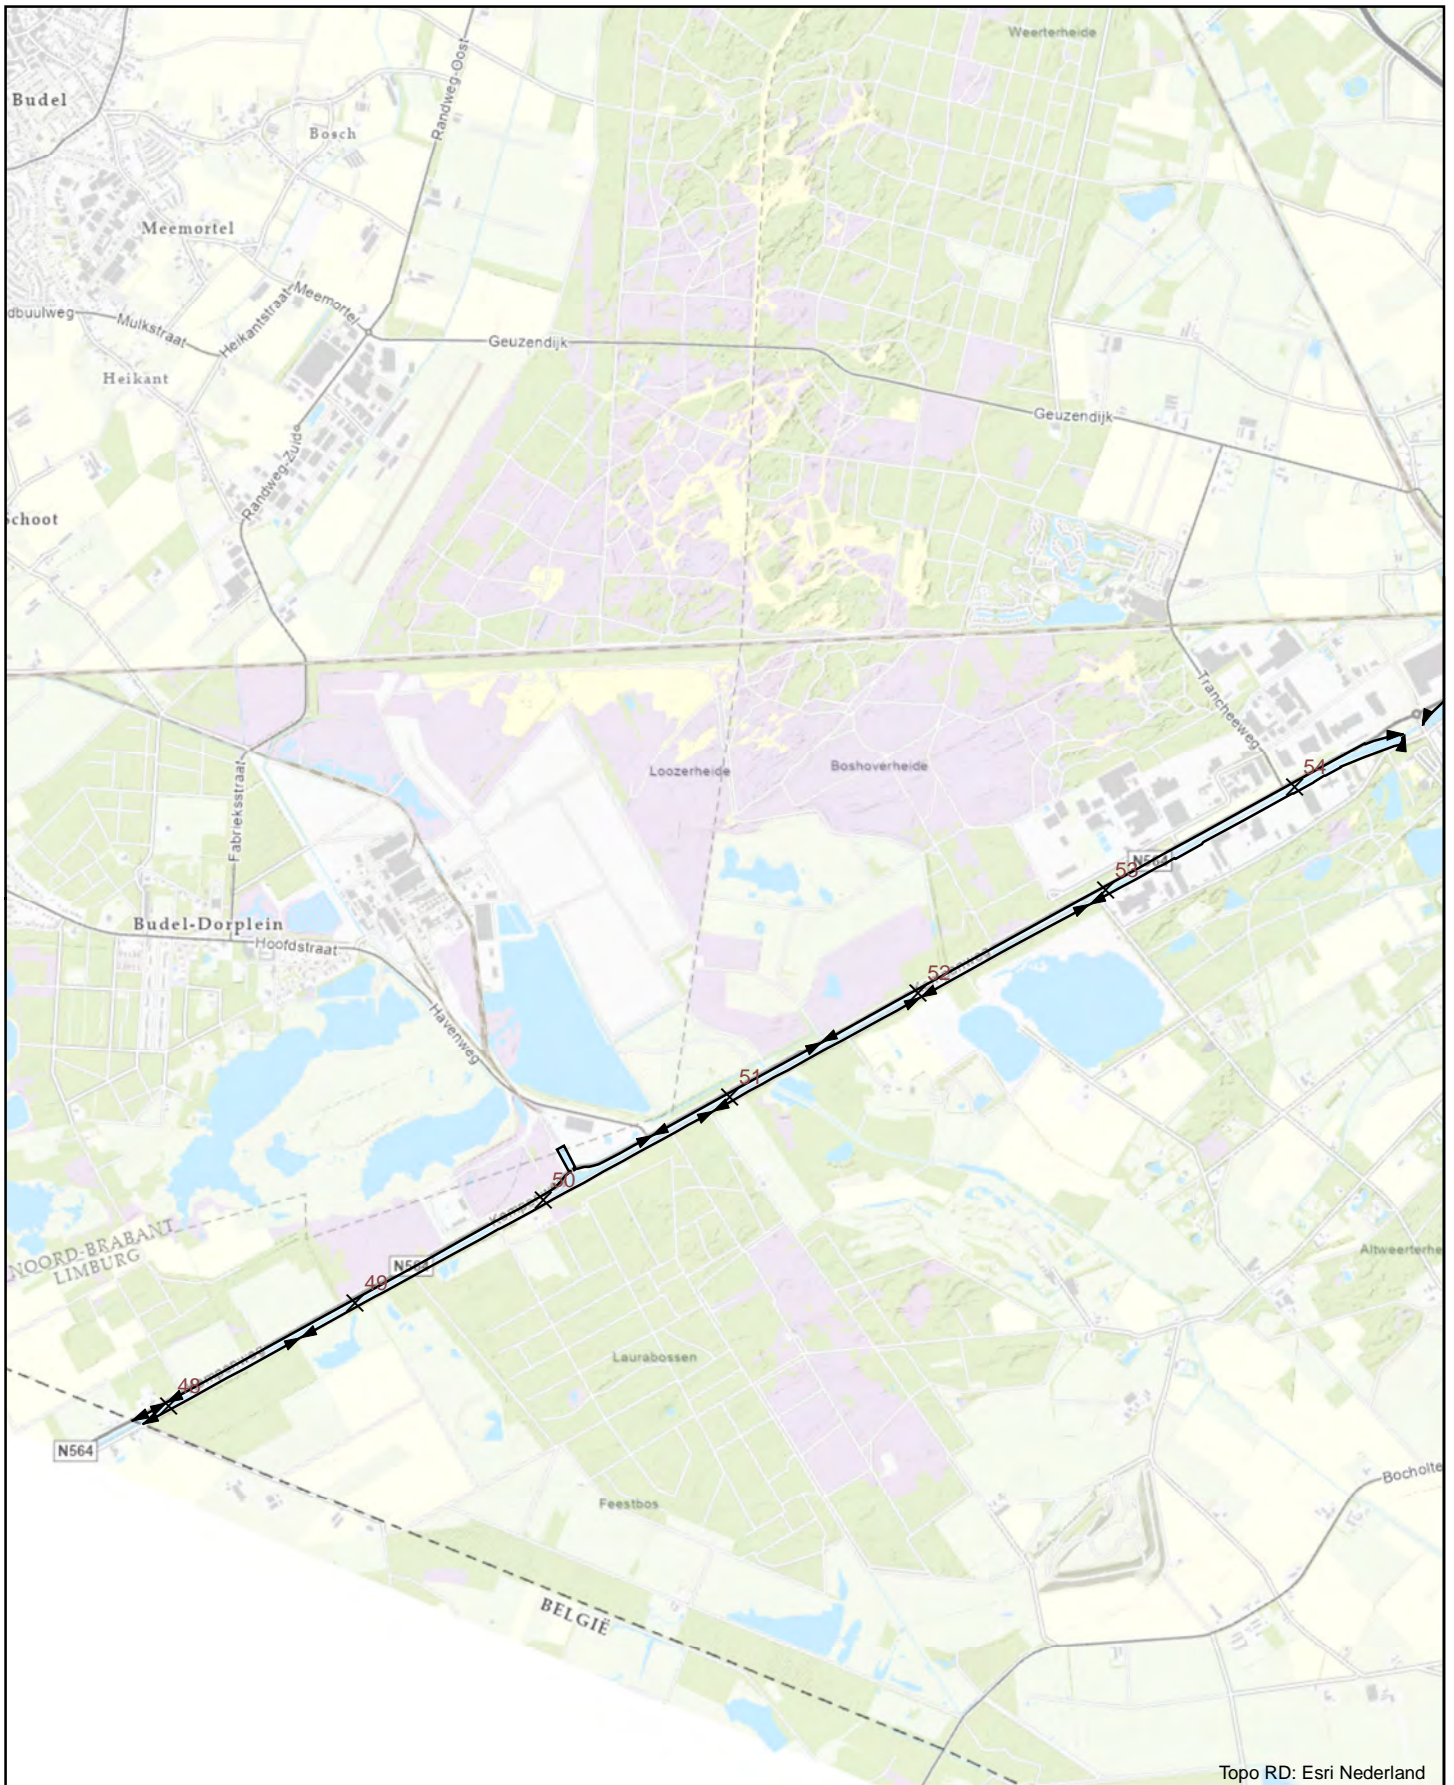 Weerterheide
Budel
Randweg-Oost
Bosch
Meemortel
Meemortel
dbuulweg
Mulkstraat
Heikantstraat
Geuzendijk
Heikant
Geuzendijk
Randweg-Zuid
Schoot
Trancheeweg
Loozerheide
Boshoverheide
54
Fabrieksstraat
N564
53
Budel-Dorplein
Hoofdstraat
52
Havenweg
51
50
NOORD-BRABANT
LIMBURG
Altweerterhe
N564
49
Laurabossen
48
N564
Bocholte
Feestbos
BELGIË
Topo RD: Esri Nederland